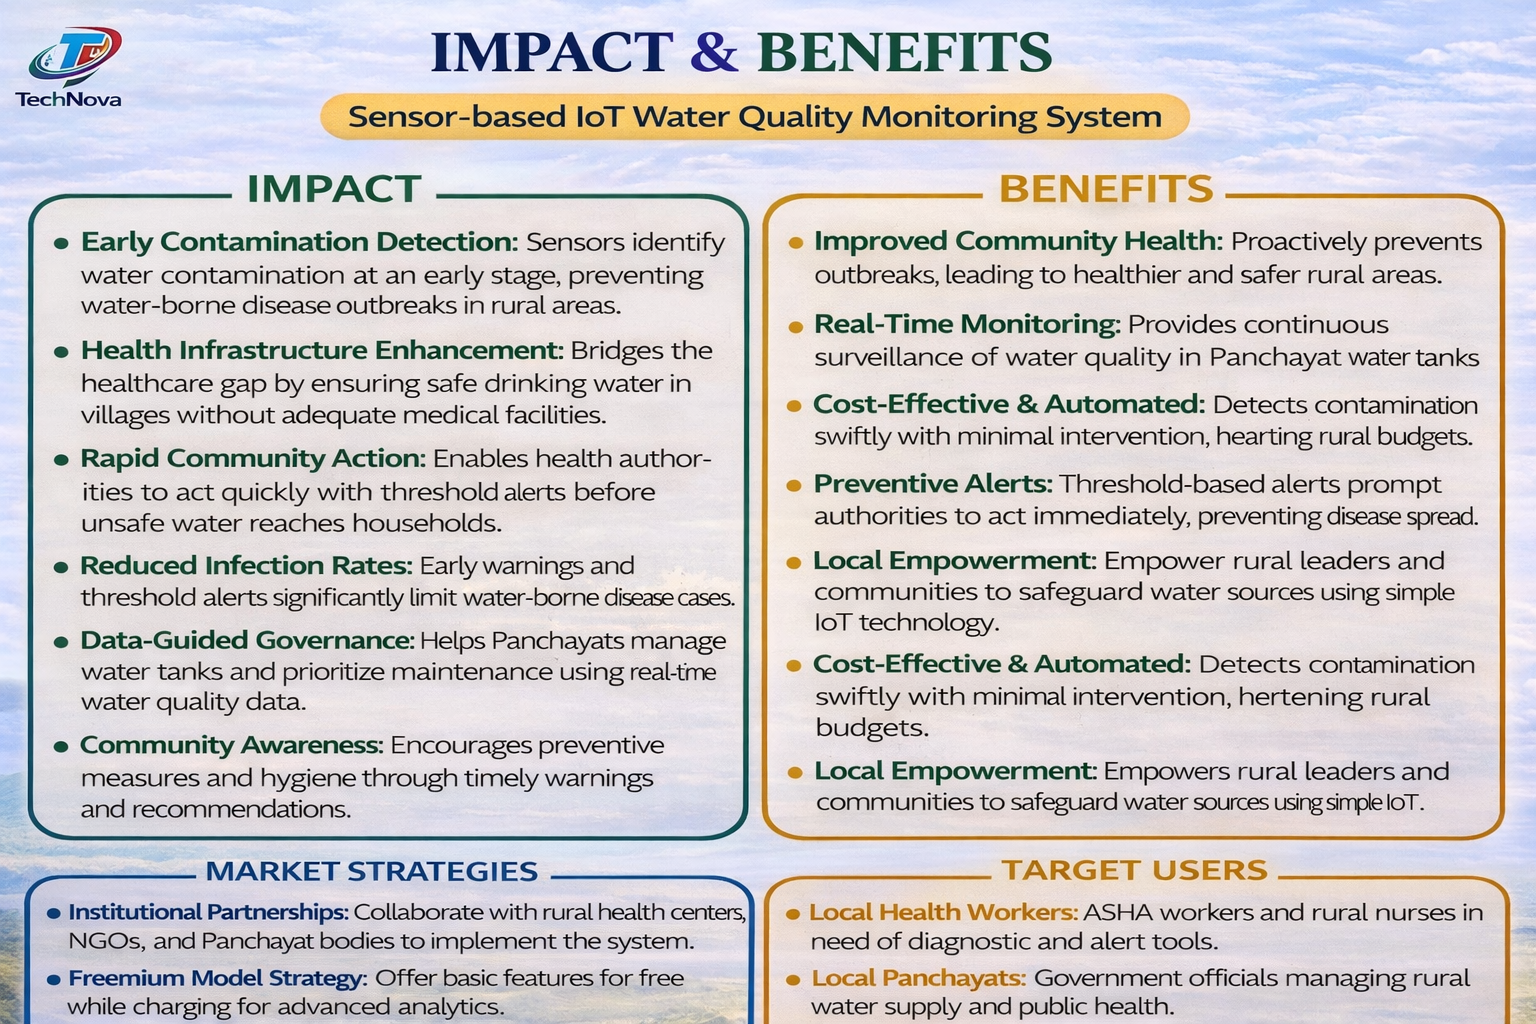 TechNova
IMPACT & BENEFITS
Sensor-based IoT Water Quality Monitoring System
IMPACT
• Early Contamination Detection: Sensors identify
water contamination at an early stage, preventing
water-borne disease outbreaks in rural areas.
• Health Infrastructure Enhancement: Bridges the
healthcare gap by ensuring safe drinking water in
villages without adequate medical facilities.
• Rapid Community Action: Enables health author-
ities to act quickly with threshold alerts before
unsafe water reaches households.
• Reduced Infection Rates: Early warnings and
threshold alerts significantly limit water-borne disease cases.
• Data-Guided Governance: Helps Panchayats manage
water tanks and prioritize maintenance using real-time
water quality data.
• Community Awareness: Encourages preventive
measures and hygiene through timely warnings
and recommendations.
BENEFITS
• Improved Community Health: Proactively prevents
outbreaks, leading to healthier and safer rural areas.
• Real-Time Monitoring: Provides continuous
surveillance of water quality in Panchayat water tanks
• Cost-Effective & Automated: Detects contamination
swiftly with minimal intervention, hearting rural budgets.
• Preventive Alerts: Threshold-based alerts prompt
authorities to act immediately, preventing disease spread.
• Local Empowerment: Empower rural leaders and
communities to safeguard water sources using simple
IoT technology.
• Cost-Effective & Automated: Detects contamination
swiftly with minimal intervention, hertening rural
budgets.
• Local Empowerment: Empowers rural leaders and
communities to safeguard water sources using simple IoT.
MARKET STRATEGIES
• Institutional Partnerships: Collaborate with rural health centers,
NGOs, and Panchayat bodies to implement the system.
• Freemium Model Strategy: Offer basic features for free
while charging for advanced analytics.
TARGET USERS
• Local Health Workers: ASHA workers and rural nurses in
need of diagnostic and alert tools.
• Local Panchayats: Government officials managing rural
water supply and public health.